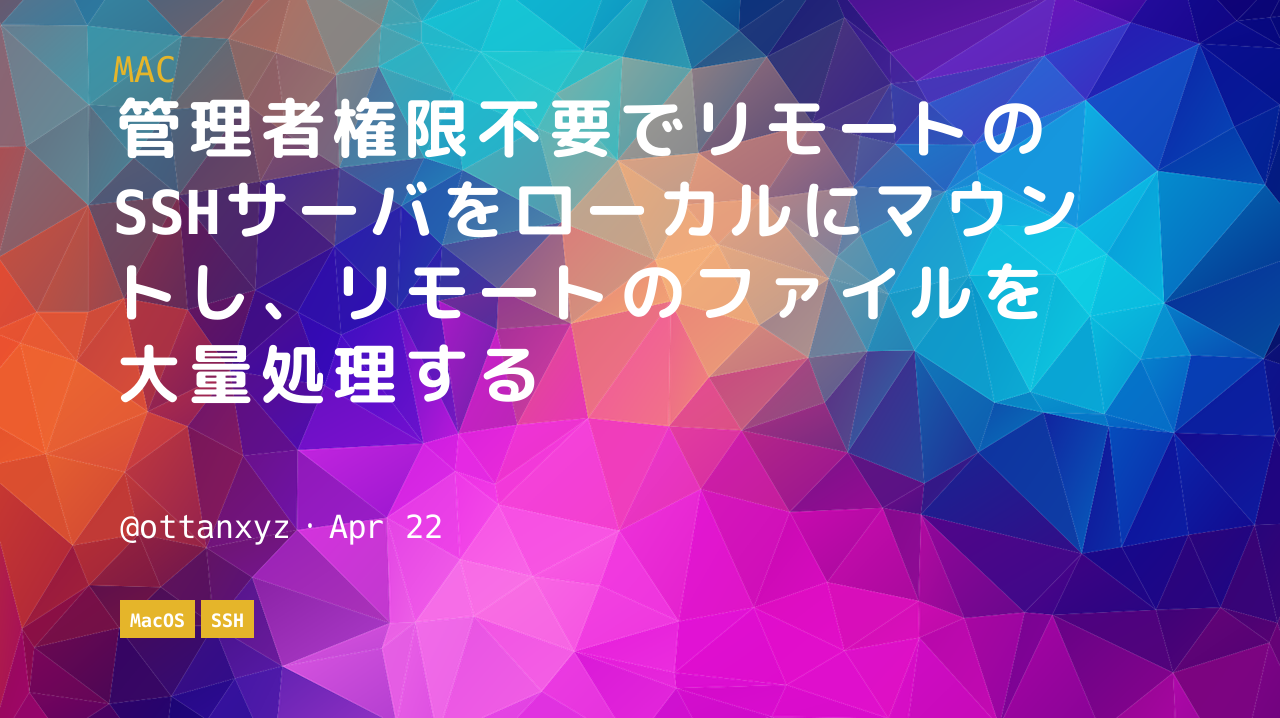 MAC
管理者権限不要でリモートの
SSHサーバをローカルにマウン
トし、リモートのファイルを
大量処理する
@ottanxyz · Apr 22
MacOS SSH